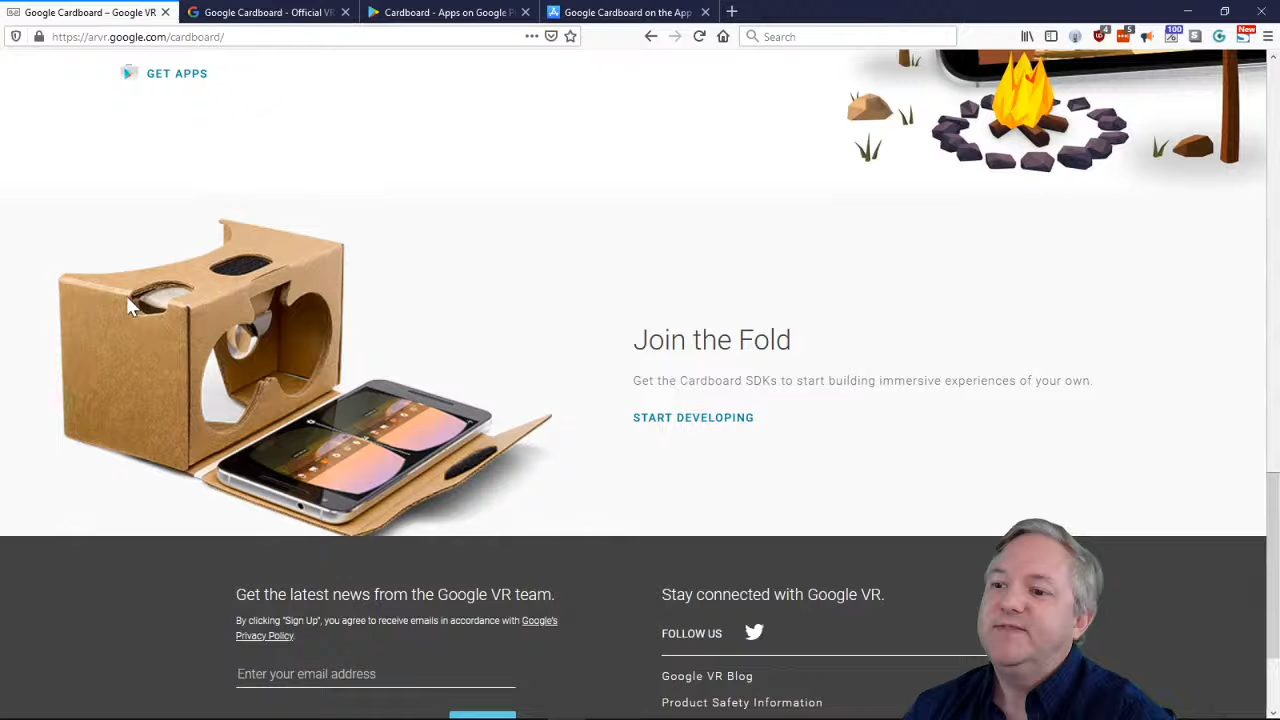 Google Cardboard – Google VR
Google Cardboard - Official VR
Cardboard - Apps on Google P
Google Cardboard on the App
https://arvr.google.com/cardboard/
Search
4
5
100
New
GET APPS
Join the Fold
Get the Cardboard SDKs to start building immersive experiences of your own.
START DEVELOPING
Get the latest news from the Google VR team.
By clicking "Sign Up", you agree to receive emails in accordance with Google's
Privacy Policy.
Enter your email address
Stay connected with Google VR.
FOLLOW US
Google VR Blog
Product Safety Information